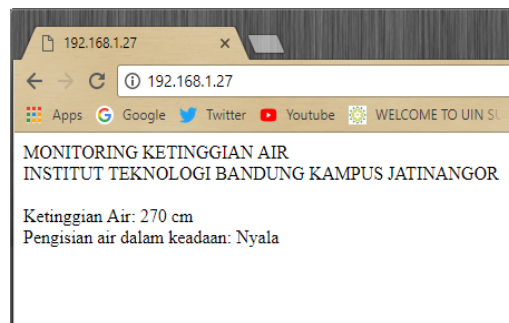 192.168.1.27
192.168.1.27
Apps Google Twitter Youtube WELCOME TO UIN
MONITORING KETINGGIAN AIR
INSTITUT TEKNOLOGI BANDUNG KAMPUS JATINANGOR
Ketinggian Air: 270 cm
Pengisian air dalam keadaan: Nyala